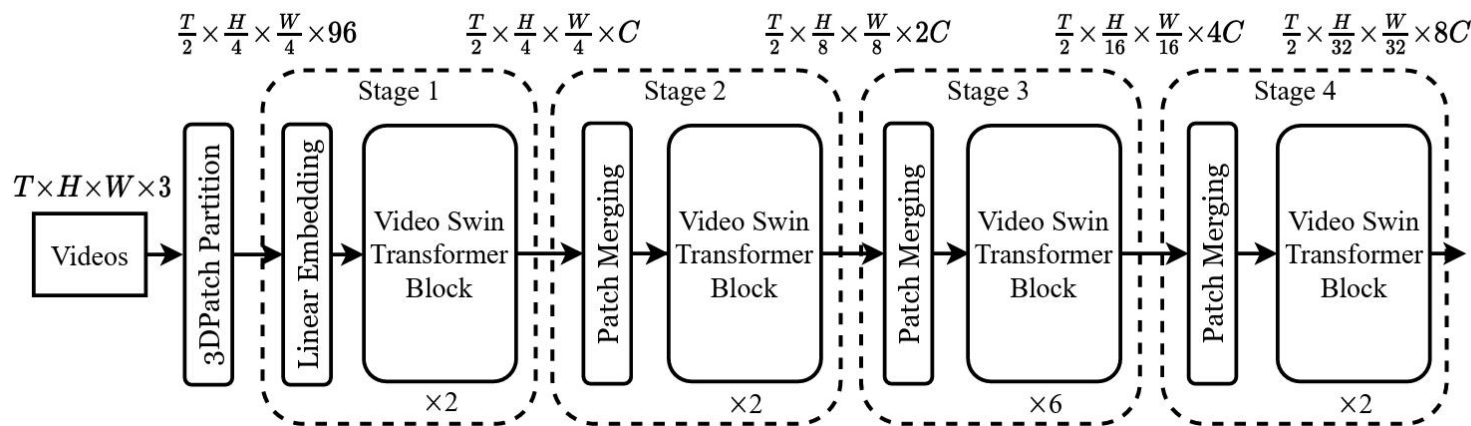 T/2 × H/4 × W/4 × 96
T/2 × H/4 × W/4 × C
T/2 × H/8 × W/8 × 2C
T/2 × H/16 × W/16 × 4C
T/2 × H/32 × W/32 × 8C
Stage 1
Stage 2
Stage 3
Stage 4
T×H×W×3
Videos
3DPatch Partition
Linear Embedding
Video Swin
Transformer
Block
×2
Patch Merging
Video Swin
Transformer
Block
×2
Patch Merging
Video Swin
Transformer
Block
×6
Patch Merging
Video Swin
Transformer
Block
×2